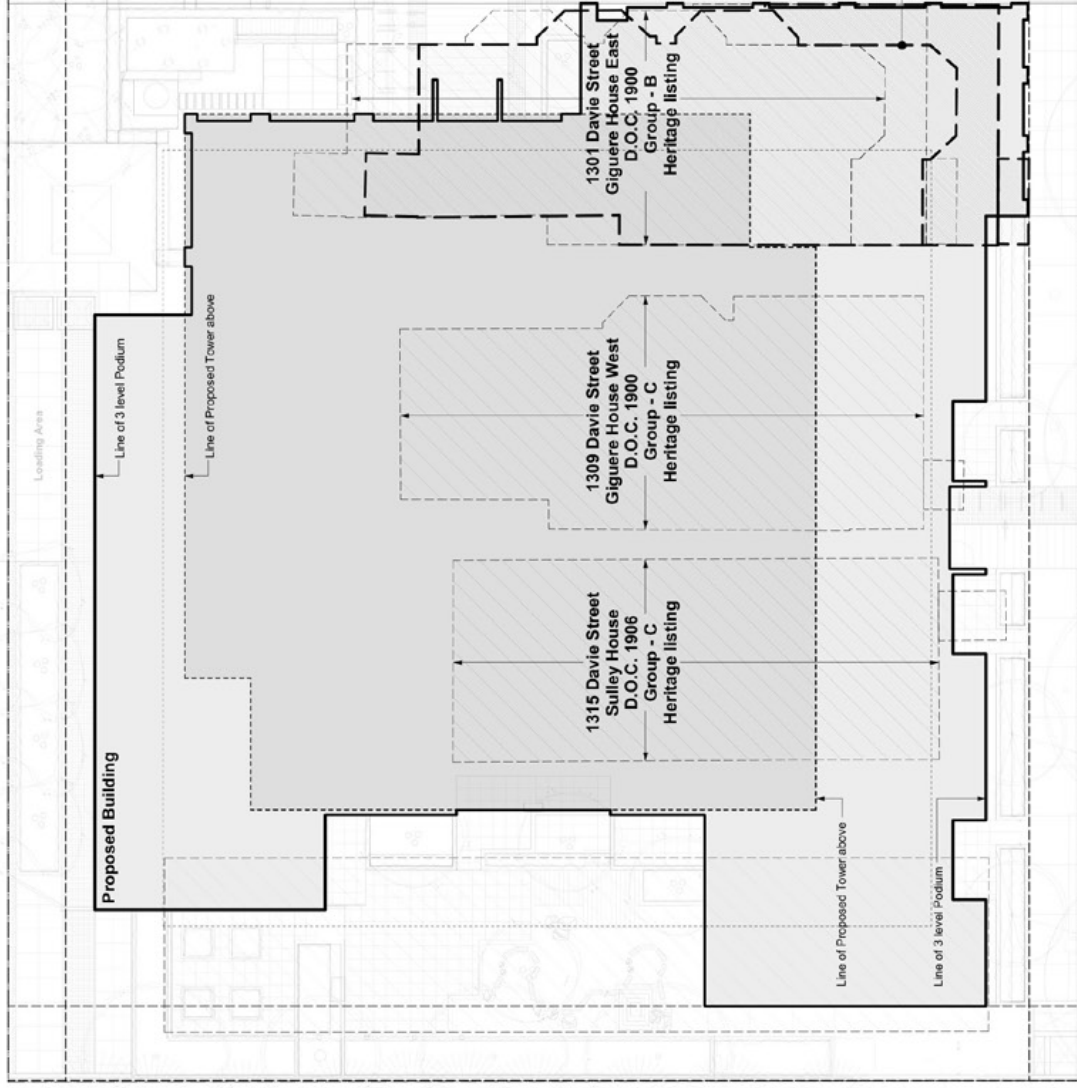 Loading Area
Line of 3 level Podium
Line of Proposed Tower above
Proposed Building
1301 Davie Street
Giguere House East
D.O.C. 1900
Group - B
Heritage listing
1309 Davie Street
Giguere House West
D.O.C. 1900
Group - C
Heritage listing
1315 Davie Street
Sulley House
D.O.C. 1906
Group - C
Heritage listing
Line of Proposed Tower above
Line of 3 level Podium